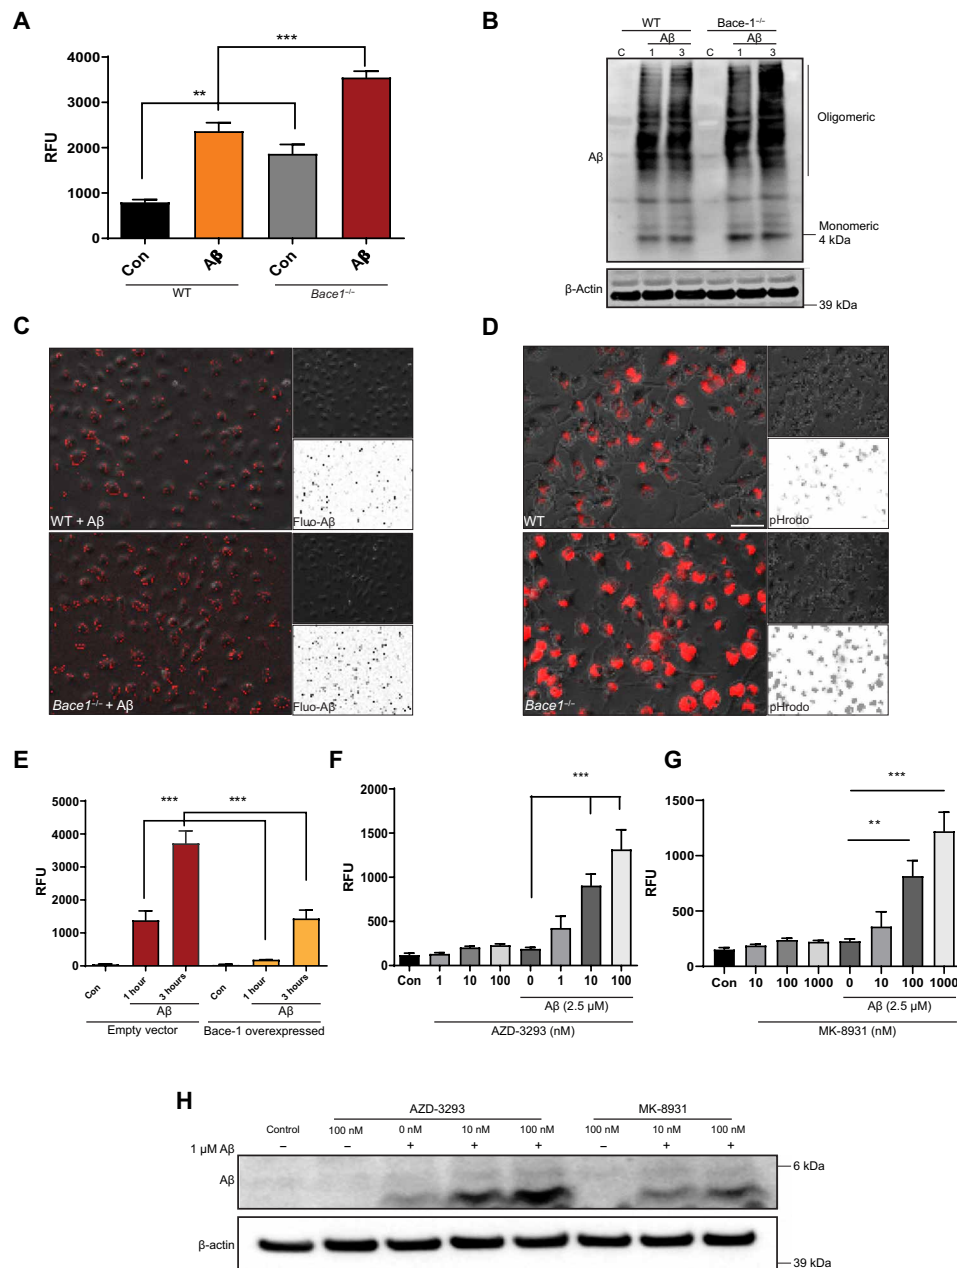 A
RFU
4000
3000
2000
1000
0
**
***
Con
Aβ
Con
Aβ
WT
Bace1–/–
B
WT
Bace-1–/–
Aβ
Aβ
C
1
3
C
1
3
Aβ
Oligomeric
Monomeric
4 kDa
β-Actin
39 kDa
C
WT + Aβ
Fluo-Aβ
Bace1–/– + Aβ
Fluo-Aβ
D
WT
pHrodo
Bace1–/–
pHrodo
E
RFU
5000
4000
3000
2000
1000
0
***
***
Con
1 hour
3 hours
Con
1 hour
3 hours
Aβ
Aβ
Empty vector
Bace-1 overexpressed
F
RFU
2000
1500
1000
500
0
***
Con
1
10
100
0
1
10
100
Aβ (2.5 μM)
AZD-3293 (nM)
G
RFU
1500
1000
500
0
***
**
Con
10
100
1000
0
10
100
1000
Aβ (2.5 μM)
MK-8931 (nM)
H
AZD-3293
MK-8931
Control
100 nM
0 nM
10 nM
100 nM
100 nM
10 nM
100 nM
1 μM Aβ
–
–
+
+
+
–
+
+
Aβ
6 kDa
β-actin
39 kDa